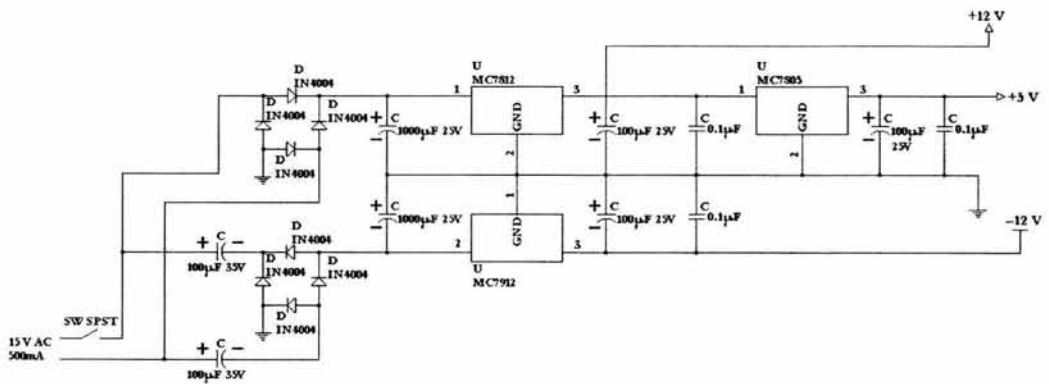 +12 V
D
IN4004
U
MC7812
U
MC7805
D
IN4004
D
IN4004
1
3
1
3
+5 V
GND
GND
C
1000µF 25V
C
100µF 25V
C
0.1µF
C
100µF
25V
C
0.1µF
D
IN4004
2
2
1
C
1000µF 25V
C
100µF 25V
C
0.1µF
-12 V
GND
D
IN4004
2
3
C
100µF 35V
D
IN4004
D
IN4004
U
MC7912
D
IN4004
SW SPST
15V AC
500mA
C
100µF 35V
+
-
+
-
+
-
+
-
+
-
+
-
+
-